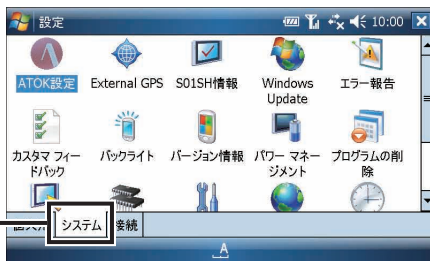 設定 10:00
ATOK設定 External GPS S01SH情報 Windows Update エラー報告
カスタマ フィードバック バックライト バージョン情報 パワー マネージメント プログラムの削除
システム 接続
A